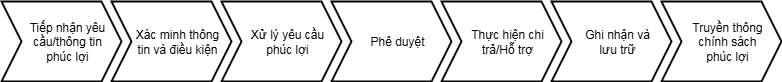 Tiếp nhận yêu
cầu/thông tin
phúc lợi
Xác minh thông
tin và điều kiện
Xử lý yêu cầu
phúc lợi
Phê duyệt
Thực hiện chi
trả/Hỗ trợ
Ghi nhận và
lưu trữ
Truyền thông
chính sách
phúc lợi